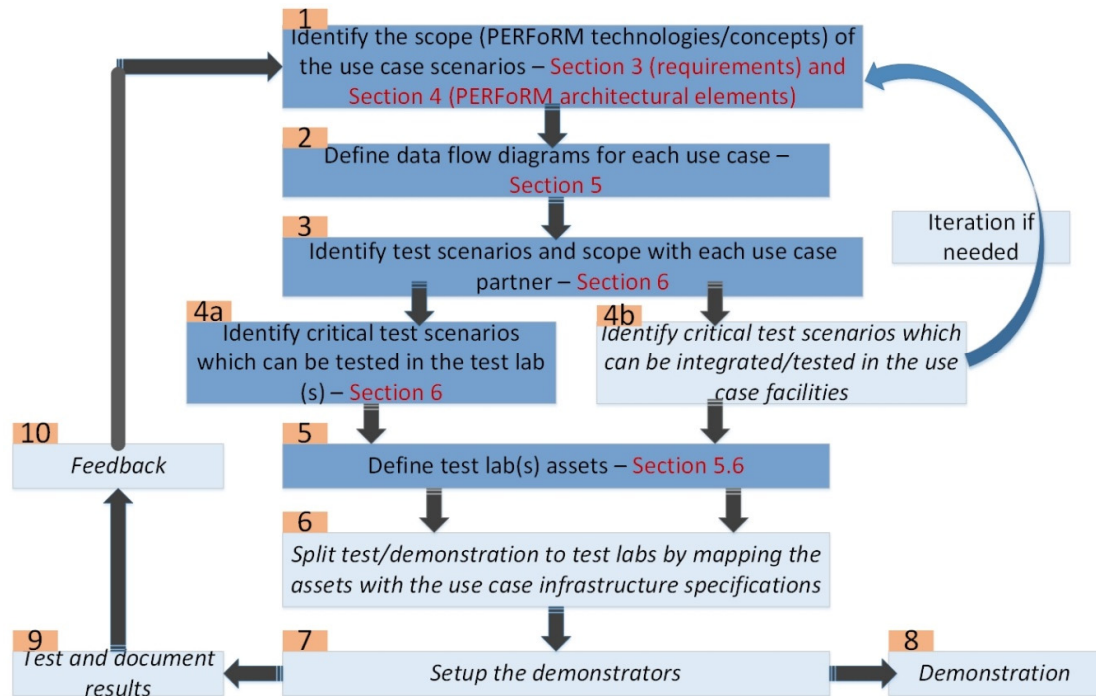 1
Identify the scope (PERFoRM technologies/concepts) of
the use case scenarios – Section 3 (requirements) and
Section 4 (PERFoRM architectural elements)
2
Define data flow diagrams for each use case –
Section 5
3
Identify test scenarios and scope with each use case
partner – Section 6
Iteration if
needed
4a
Identify critical test scenarios
which can be tested in the test lab
(s) – Section 6
4b
Identify critical test scenarios which
can be integrated/tested in the use
case facilities
5
Define test lab(s) assets – Section 5.6
6
Split test/demonstration to test labs by mapping the
assets with the use case infrastructure specifications
7
Setup the demonstrators
8
Demonstration
9
Test and document
results
10
Feedback